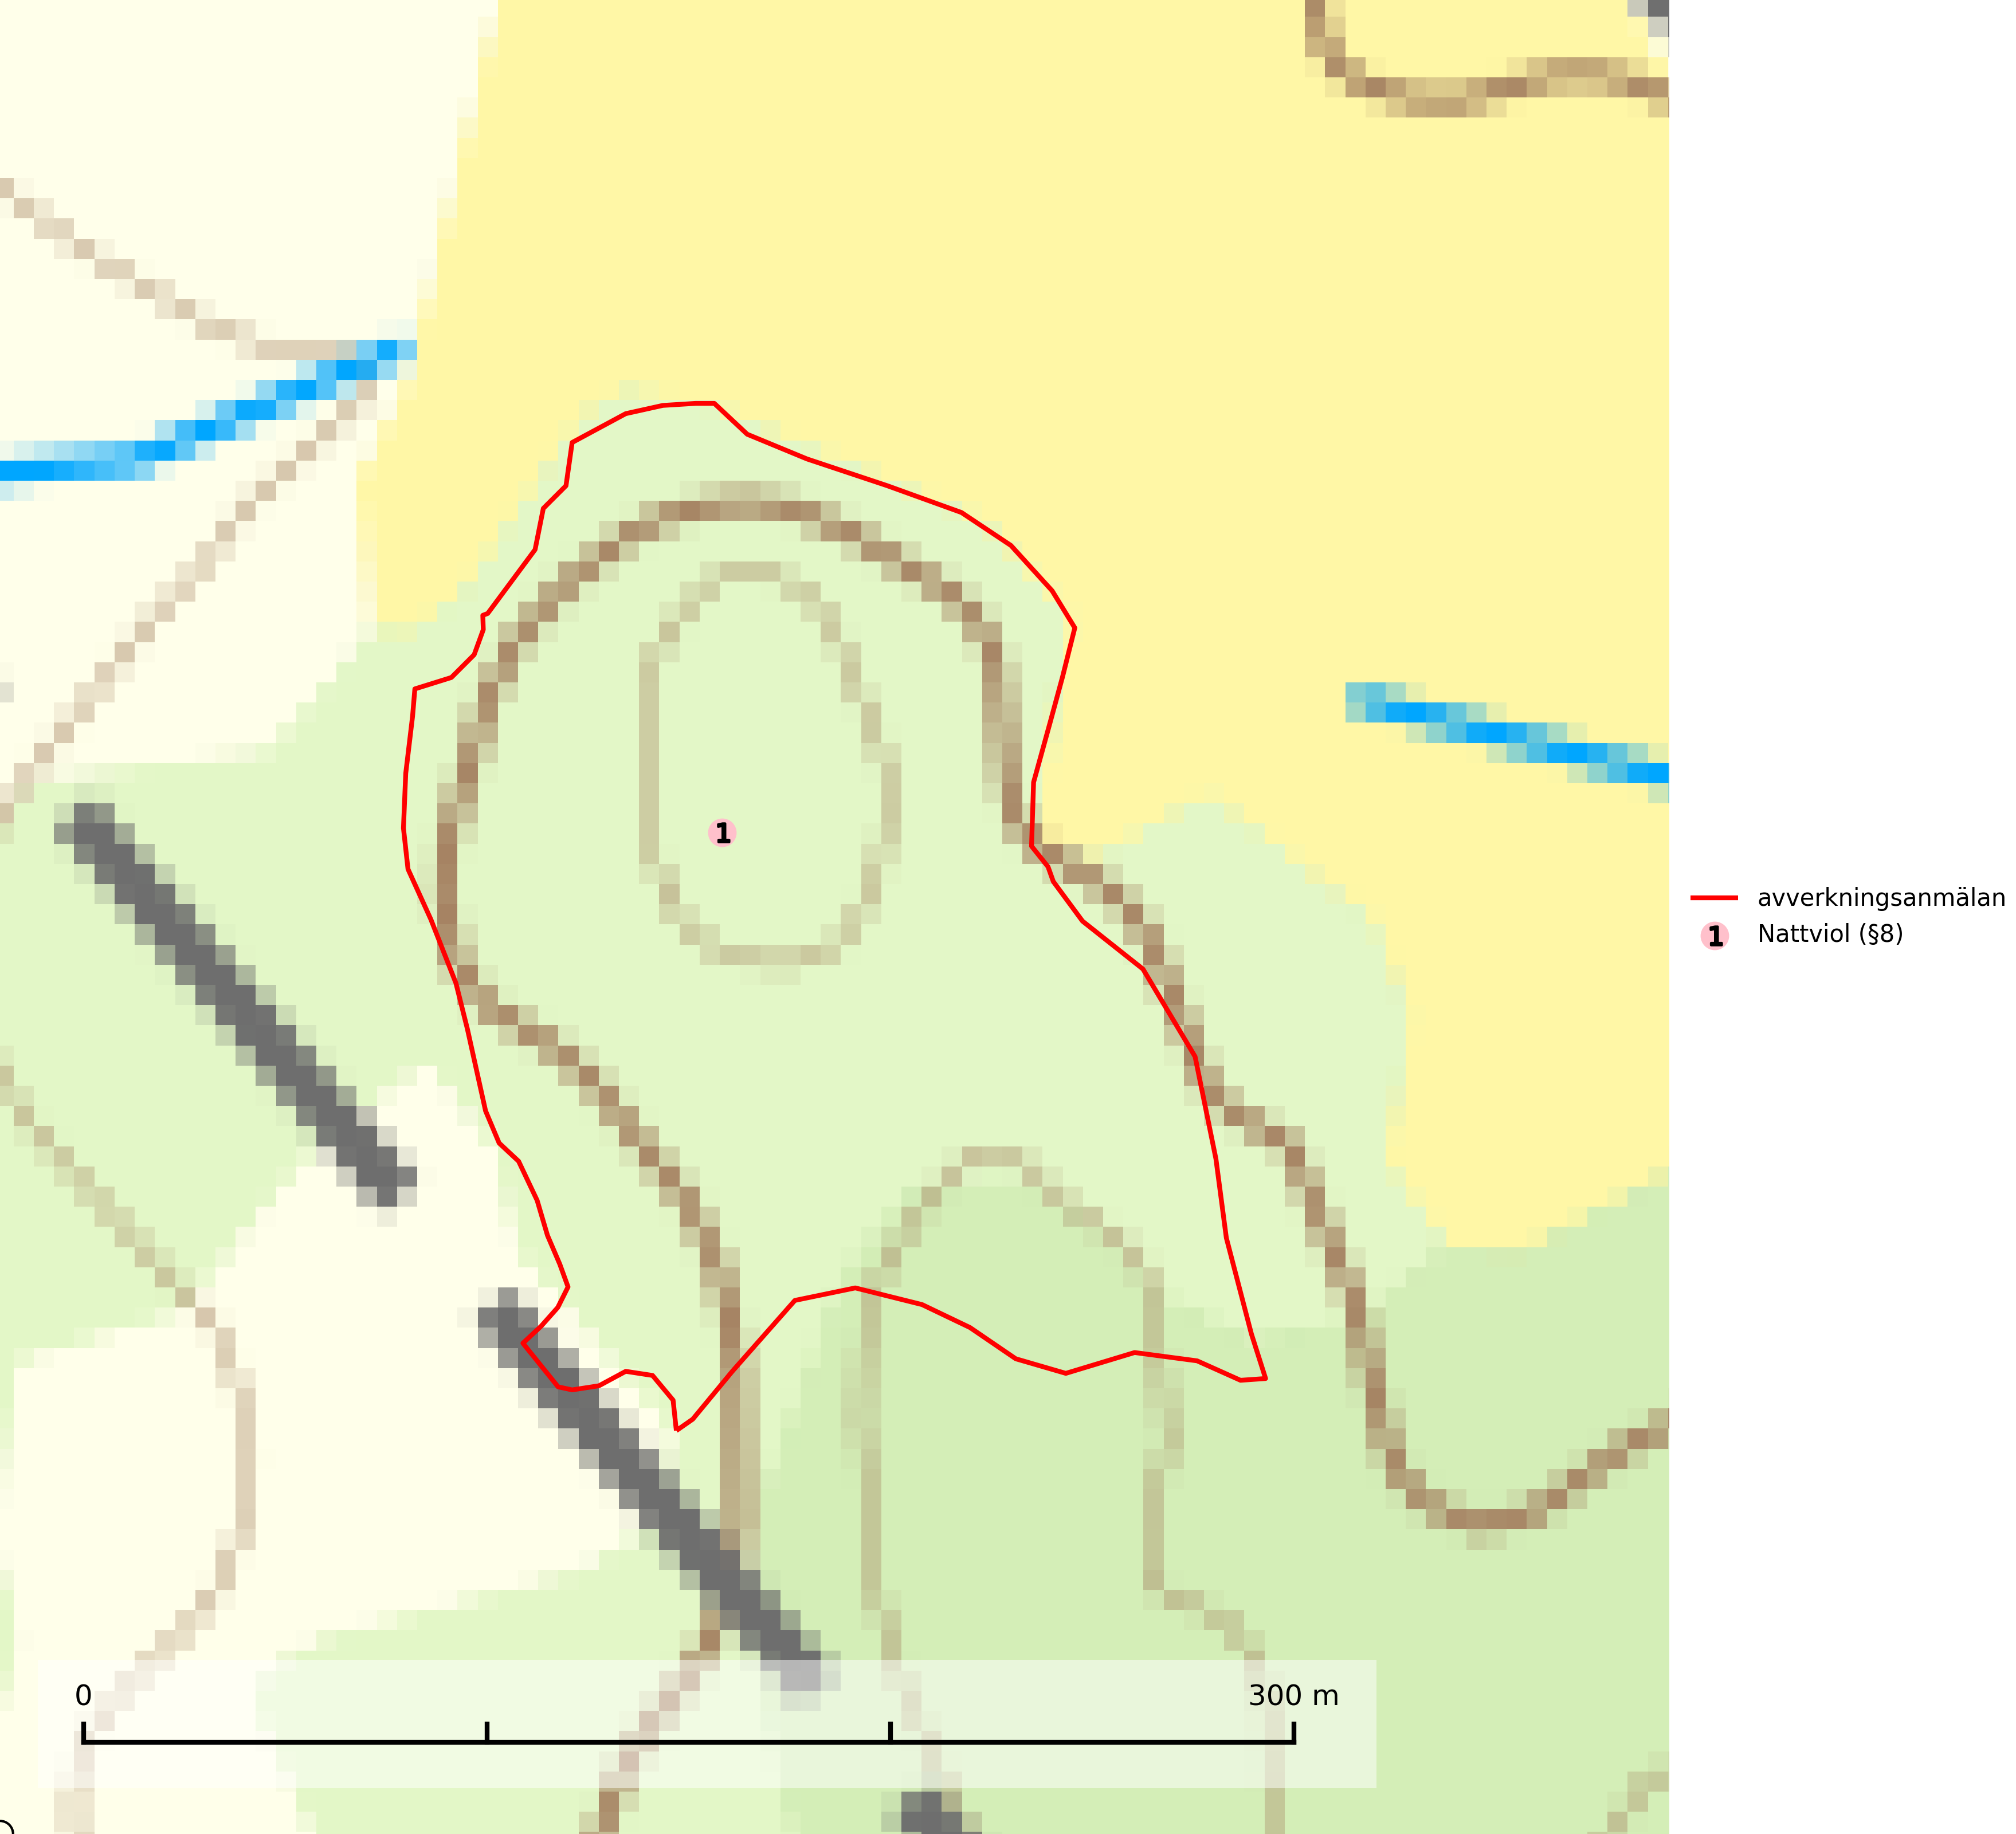 1
avverkningsanmälan
1 Nattviol (§8)
0 300 m